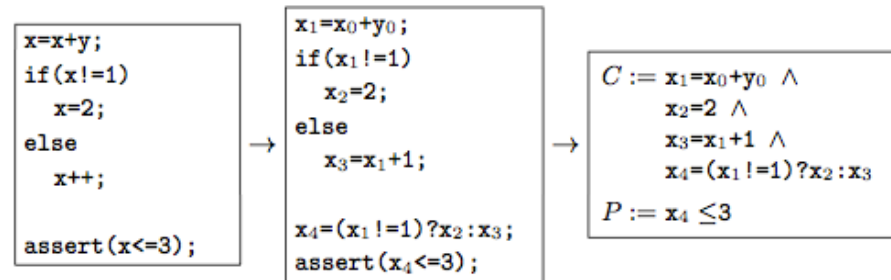 x=x+y;
if(x!=1)
x=2;
else
x++;
assert(x<=3);
→
x₁=x₀+y₀;
if(x₁!=1)
x₂=2;
else
x₃=x₁+1;
x₄=(x₁!=1)?x₂:x₃;
assert(x₄<=3);
→
C := x₁=x₀+y₀ ∧
x₂=2 ∧
x₃=x₁+1 ∧
x₄=(x₁!=1)?x₂:x₃
P := x₄ ≤3